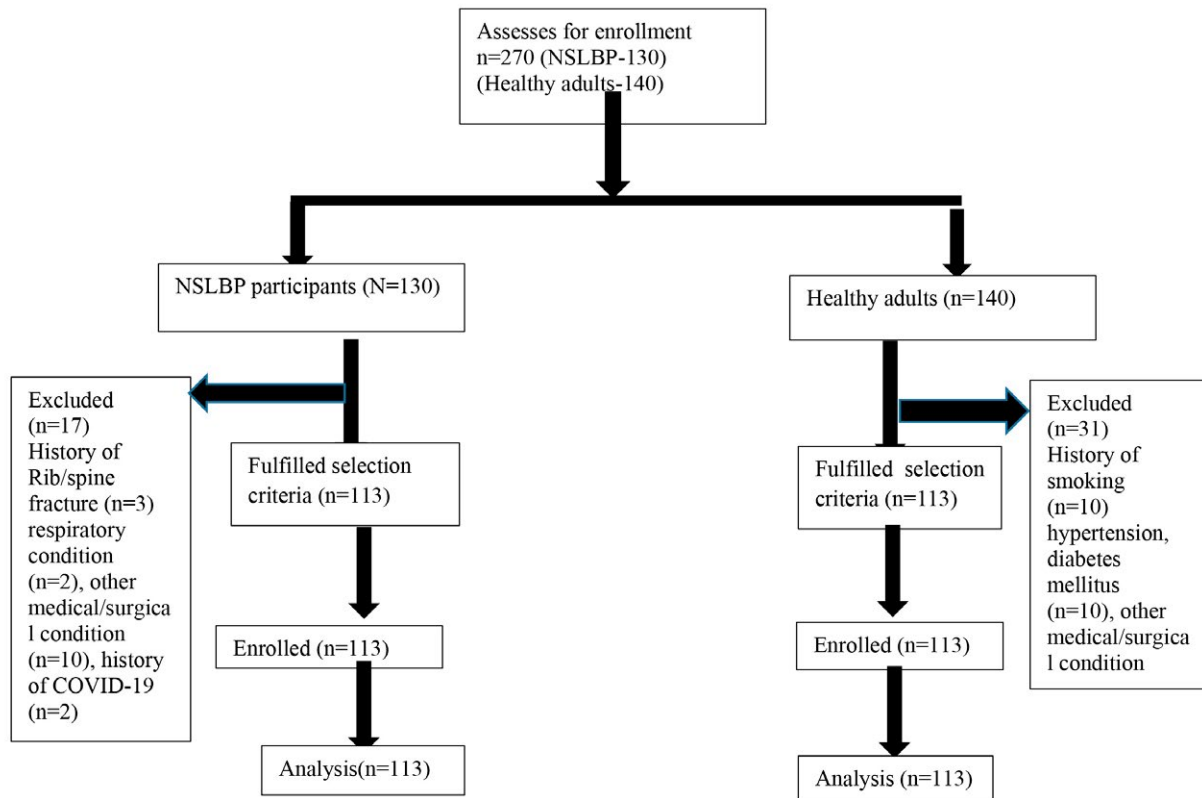 Assesses for enrollment
n=270 (NSLBP-130)
(Healthy adults-140)
NSLBP participants (N=130)
Healthy adults (n=140)
Excluded
(n=17)
History of
Rib/spine
fracture (n=3)
respiratory
condition
(n=2), other
medical/surgica
l condition
(n=10), history
of COVID-19
(n=2)
Fulfilled selection
criteria (n=113)
Fulfilled selection
criteria (n=113)
Excluded
(n=31)
History of
smoking
(n=10)
hypertension,
diabetes
mellitus
(n=10), other
medical/surgica
l condition
Enrolled (n=113)
Enrolled (n=113)
Analysis(n=113)
Analysis (n=113)